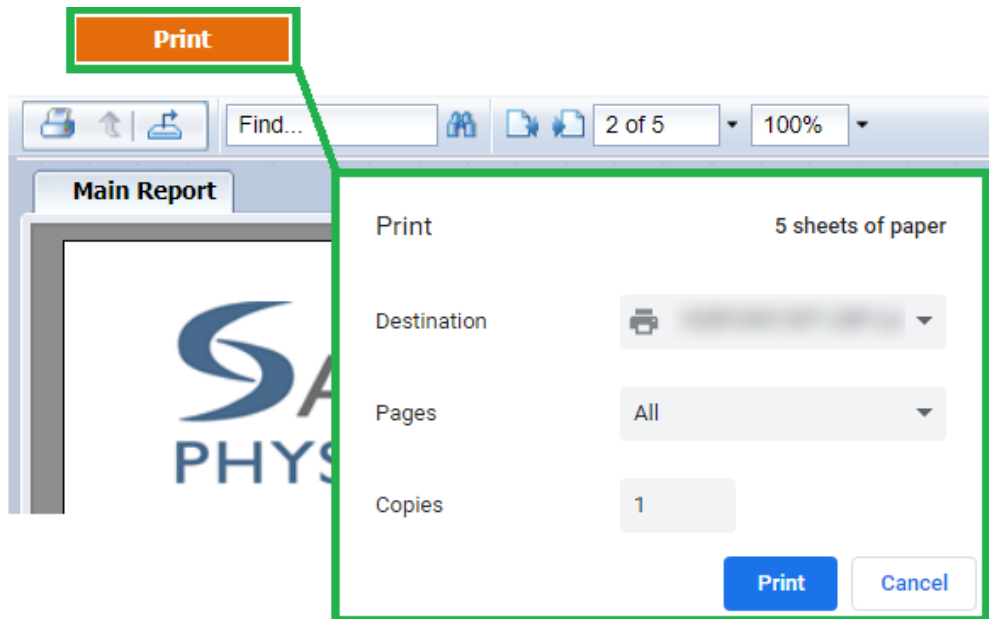 Print
Find...
2 of 5
100%
Main Report
Print
5 sheets of paper
Destination
Pages
All
PHYS
Copies
1
Print
Cancel